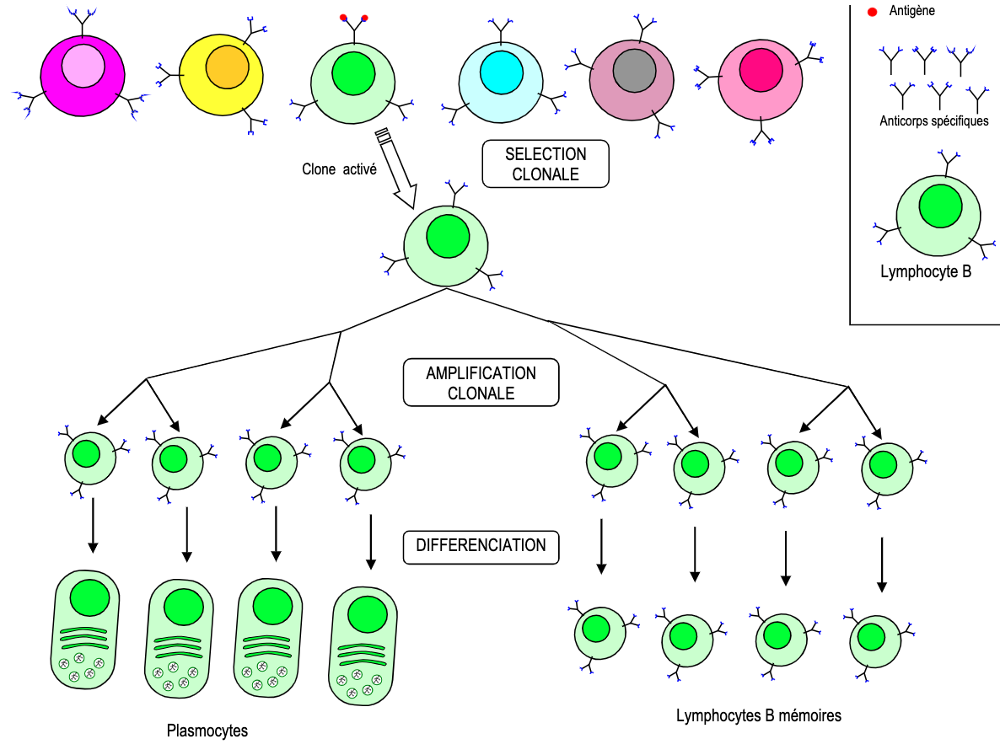 Antigène
Anticorps spécifiques
Lymphocyte B
Clone activé
SELECTION
CLONALE
AMPLIFICATION
CLONALE
DIFFERENCIATION
Plasmocytes
Lymphocytes B mémoires